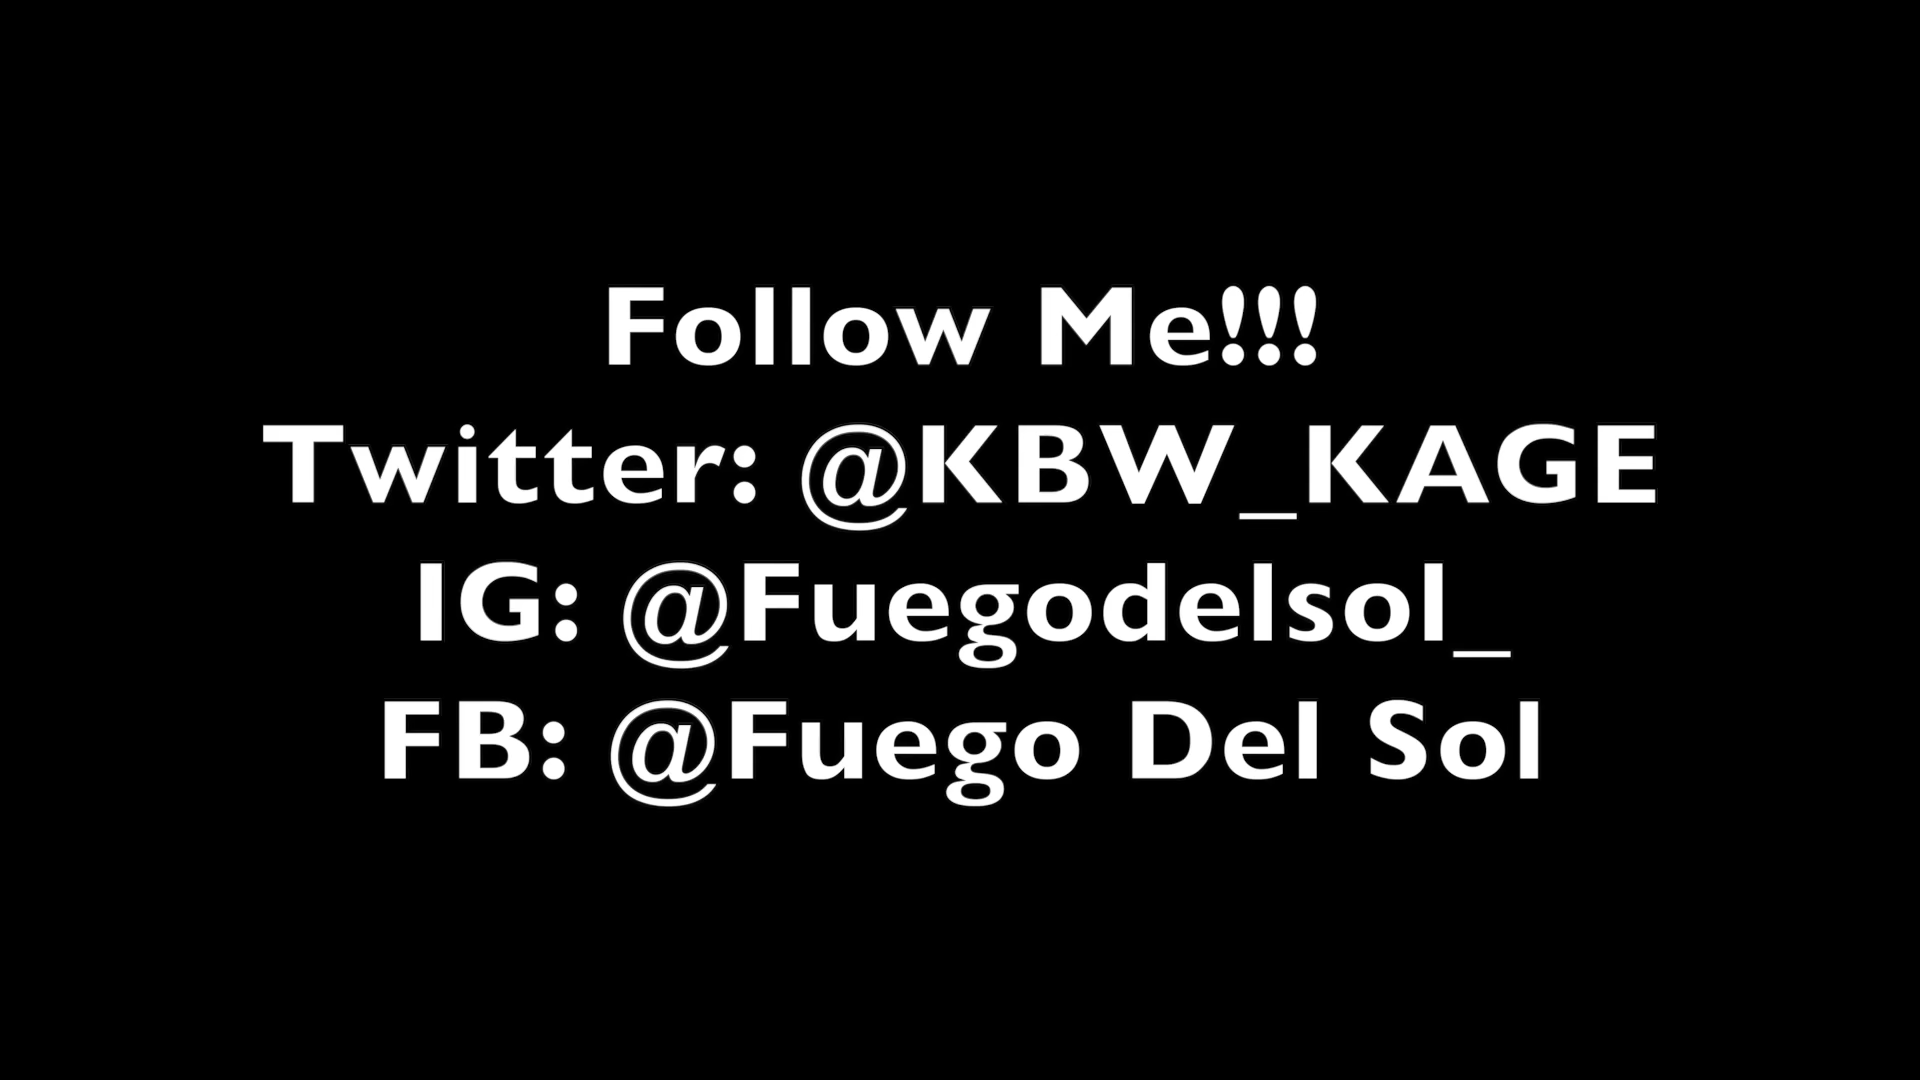 Follow Me!!!
Twitter: @KBW_KAGE
IG: @Fuegodelsol_
FB: @Fuego Del Sol